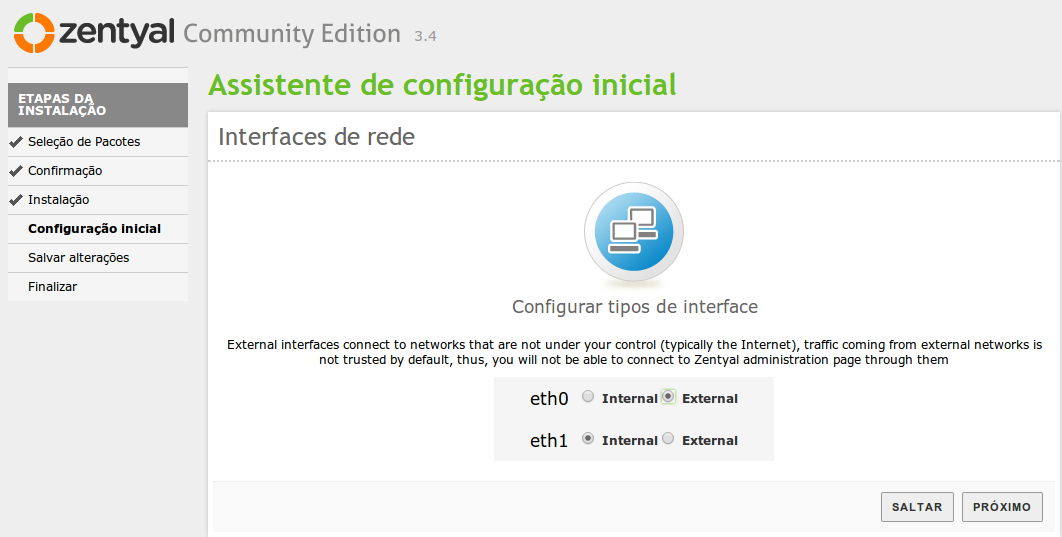 zentyal Community Edition 3.4
ETAPAS DA
INSTALAÇÃO
Seleção de Pacotes
Confirmação
Instalação
Configuração inicial
Salvar alterações
Finalizar
Assistente de configuração inicial
Interfaces de rede
Configurar tipos de interface
External interfaces connect to networks that are not under your control (typically the Internet), traffic coming from external networks is
not trusted by default, thus, you will not be able to connect to Zentyal administration page through them
eth0 Internal External
eth1 Internal External
SALTAR PRÓXIMO